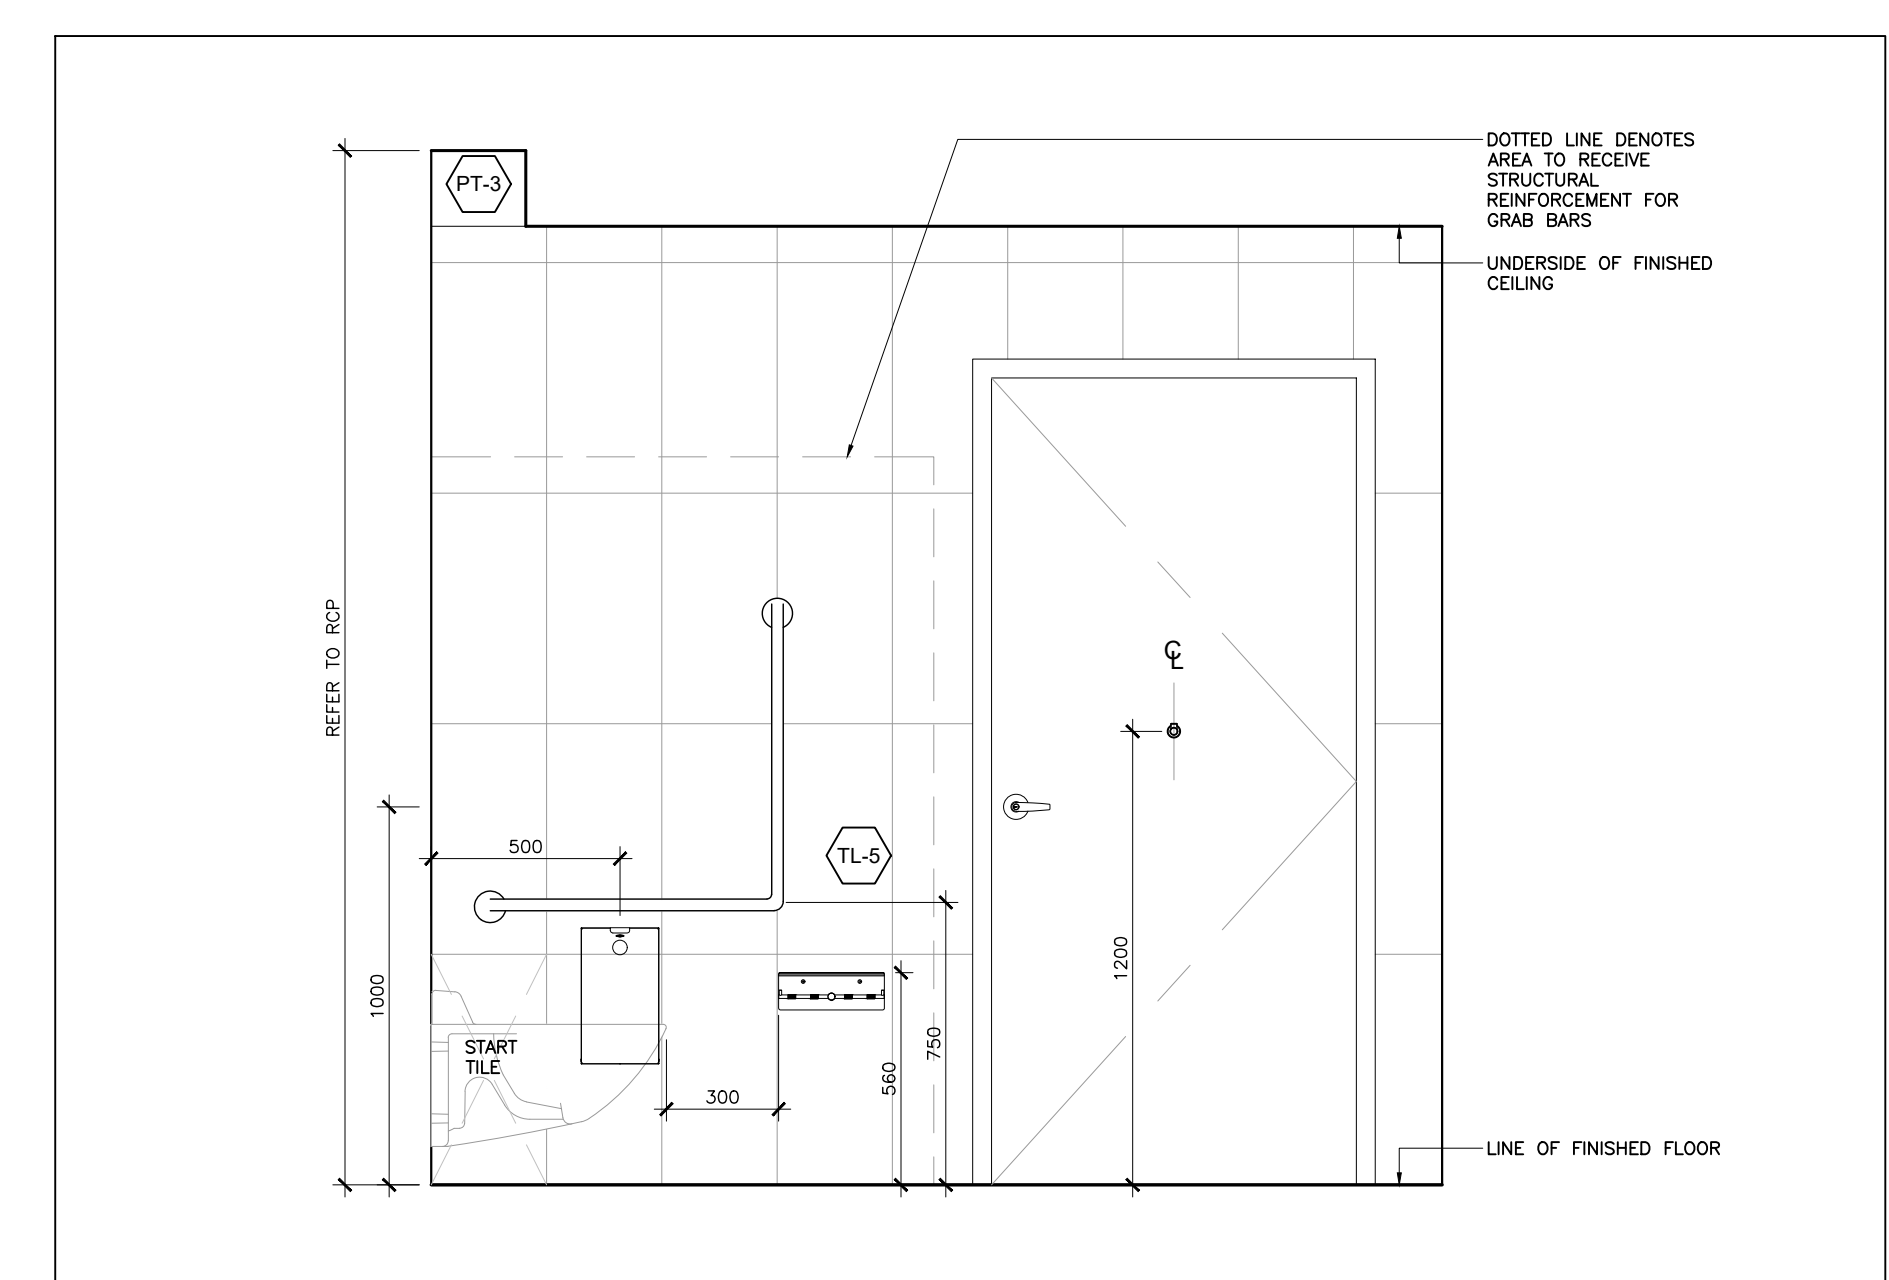 DOTTED LINE DENOTES
AREA TO RECEIVE
STRUCTURAL
REINFORCEMENT FOR
GRAB BARS
PT-3
UNDERSIDE OF FINISHED
CEILING
REFER TO RCP
℄
500
TL-5
1000
1200
750
560
START
TILE
300
LINE OF FINISHED FLOOR